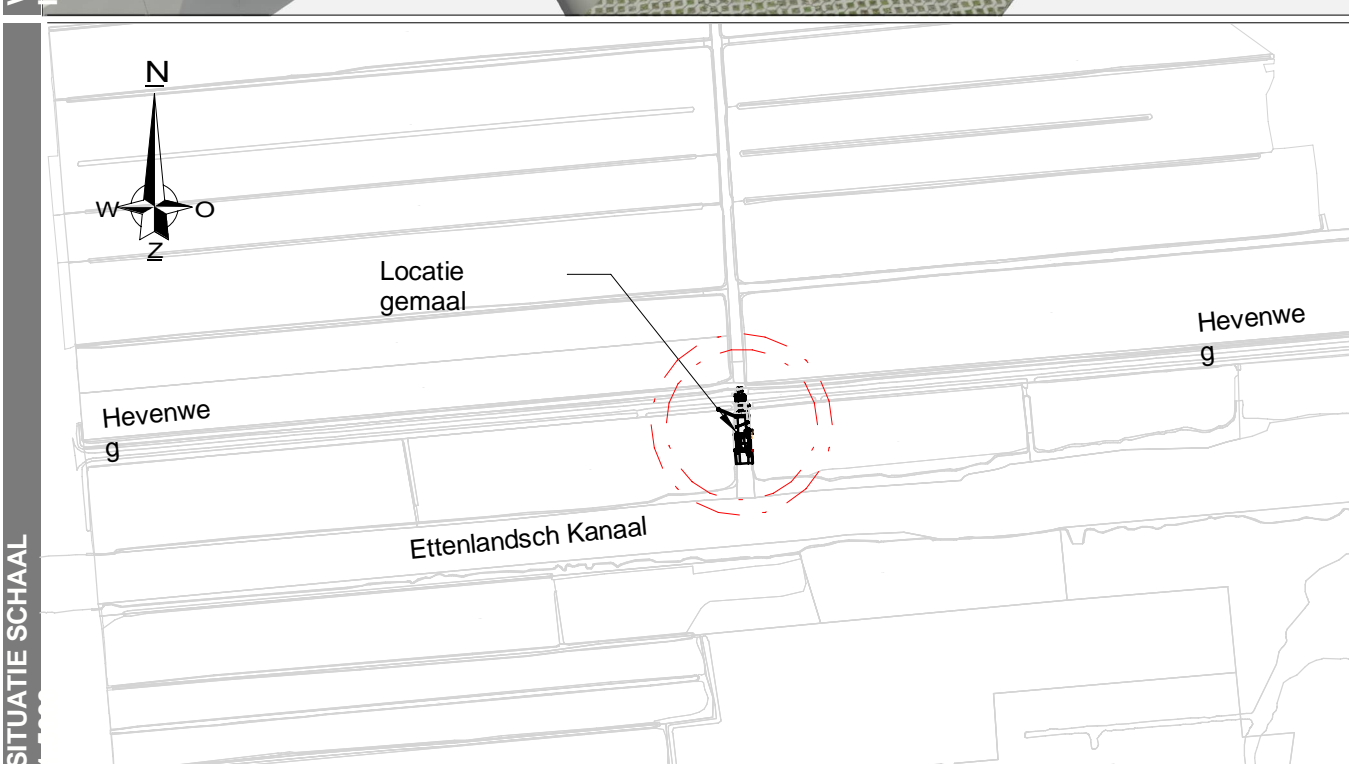 N
W
O
Z
Locatie
gemaal
Hevenwe
g
Hevenwe
g
Ettenlandsch Kanaal
SITUATIE SCHAAL